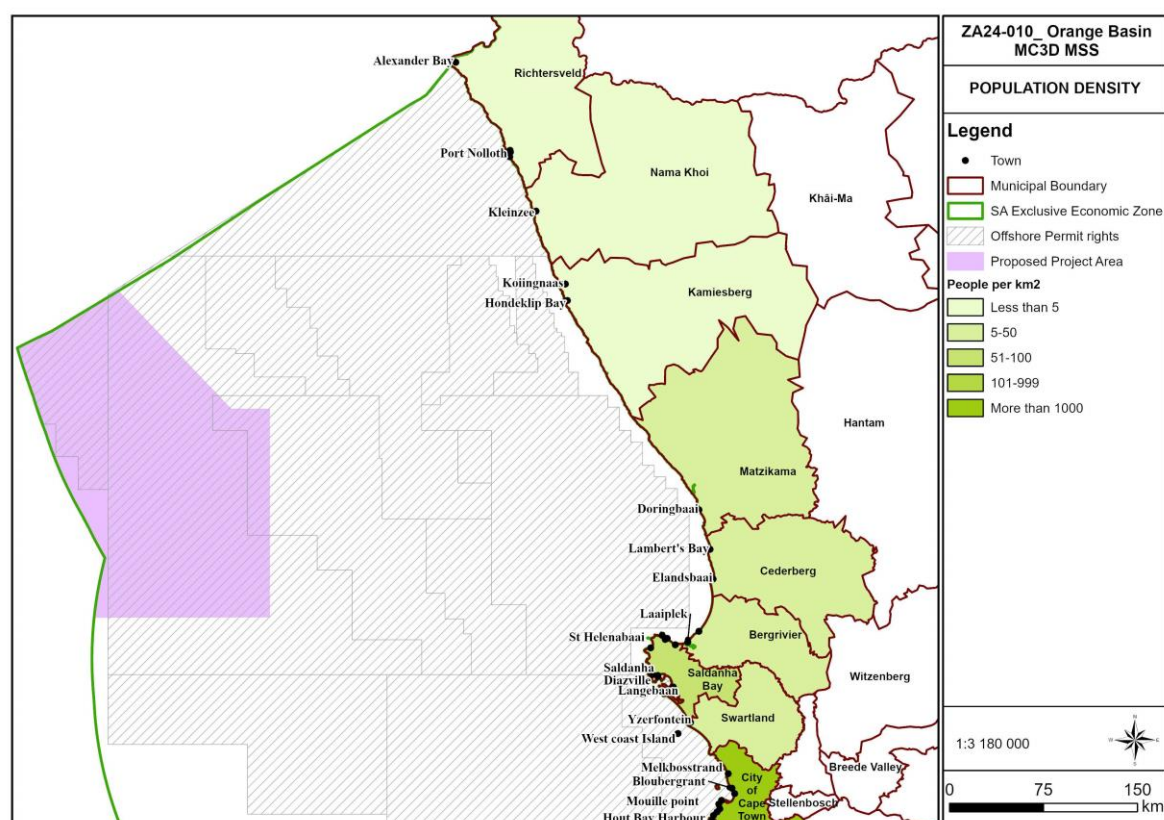 ZA24-010_ Orange Basin
MC3D MSS
POPULATION DENSITY
Legend
Town
Municipal Boundary
SA Exclusive Economic Zone
Offshore Permit rights
Proposed Project Area
People per km2
Less than 5
5-50
51-100
101-999
More than 1000
1:3 180 000
N
W
E
S
0 75 150
km
Alexander Bay
Richtersveld
Port Nolloth
Nama Khoi
Khâi-Ma
Kleinzee
Koiingnaas
Kamiesberg
Hondeklip Bay
Hantam
Matzikama
Doringbaai
Lambert's Bay
Cederberg
Elandsbaai
Laaiplek
St Helenabaai
Bergrivier
Saldanha
Diazville
Saldanha
Bay
Witzenberg
Langebaan
Yzerfontein
Swartland
West coast Island
Melkbosstrand
Bloubergrant
City
of
Cape
Town
Breede Valley
Mouille point
Stellenbosch
Hout Bay Harbour